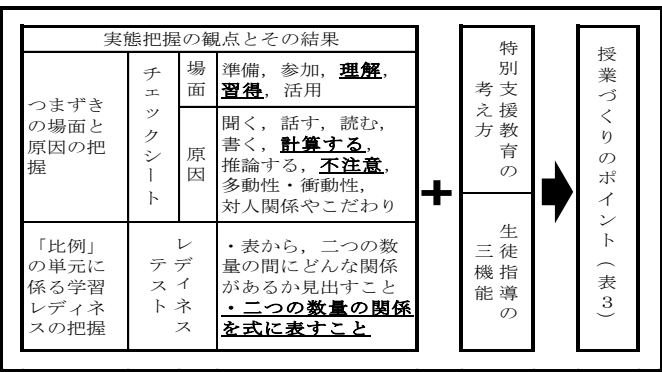 実態把握の観点とその結果
つまずき
の場面と
原因の把
握
チェックシート
場
面
準備，参加，理解，
習得，活用
原
因
聞く，話す，読む，
書く，計算する，
推論する，不注意，
多動性・衝動性，
対人関係やこだわり
「比例」
の単元に
係る学習
レディネ
スの把握
レディネス
テスト
・表から，二つの数
量の間にどんな関係
があるか見出すこと
・二つの数量の関係
を式に表すこと
+
特別支援教育の
考え方
生徒指導の
三機能
授業づくりのポイント（表３）